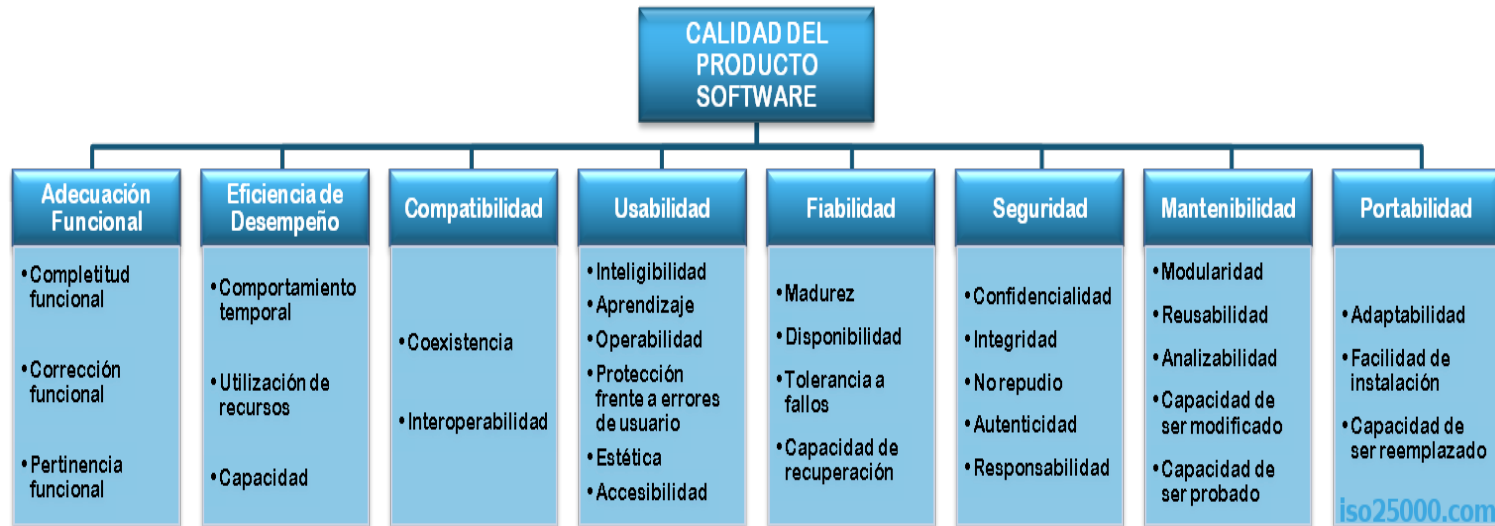 CALIDAD DEL
PRODUCTO
SOFTWARE
Adecuación
Funcional
•Completitud
funcional
•Corrección
funcional
•Pertinencia
funcional
Eficiencia de
Desempeño
•Comportamiento
temporal
•Utilización de
recursos
•Capacidad
Compatibilidad
•Coexistencia
•Interoperabilidad
Usabilidad
•Inteligibilidad
•Aprendizaje
•Operabilidad
•Protección
frente a errores
de usuario
•Estética
•Accesibilidad
Fiabilidad
•Madurez
•Disponibilidad
•Tolerancia a
fallos
•Capacidad de
recuperación
Seguridad
•Confidencialidad
•Integridad
•No repudio
•Autenticidad
•Responsabilidad
Mantenibilidad
•Modularidad
•Reusabilidad
•Analizabilidad
•Capacidad de
ser modificado
•Capacidad de
ser probado
Portabilidad
•Adaptabilidad
•Facilidad de
instalación
•Capacidad de
ser reemplazado
iso25000.com